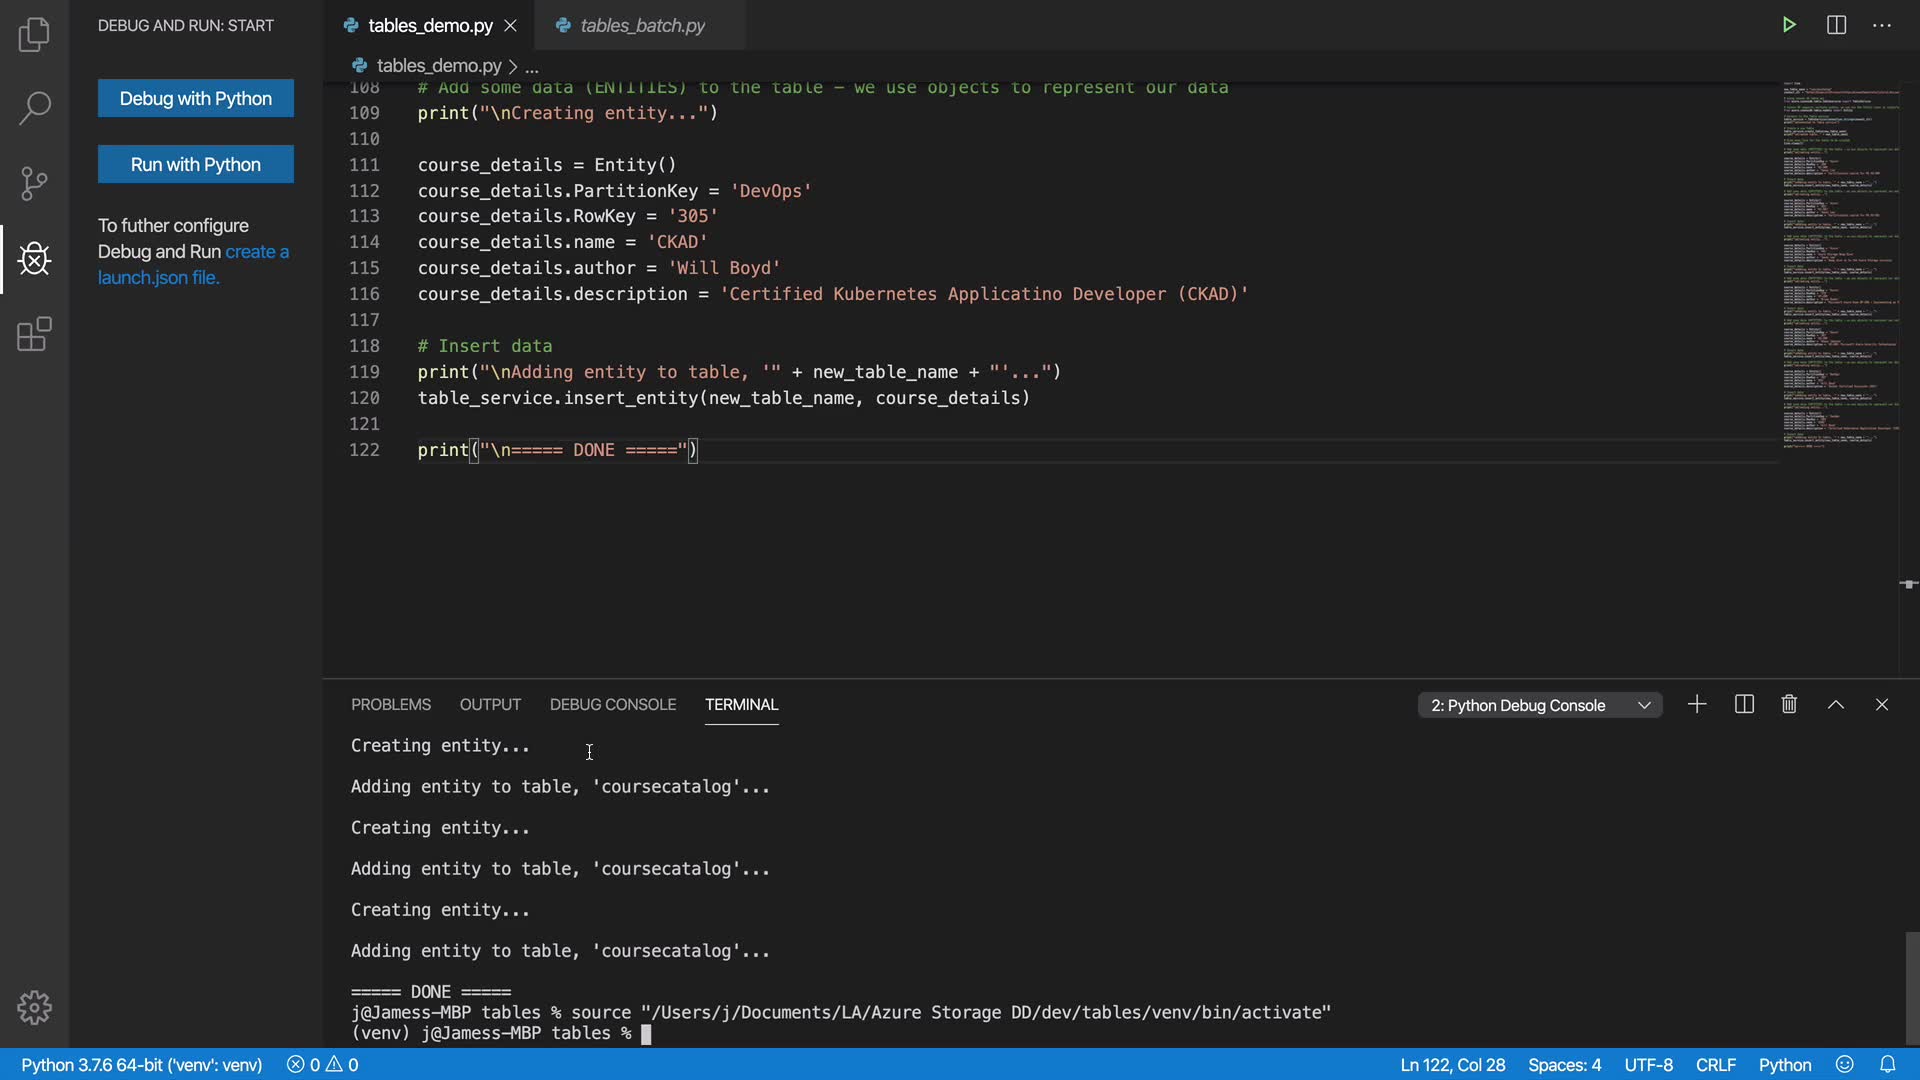 DEBUG AND RUN: START
tables_demo.py
tables_batch.py
Debug with Python
Run with Python
To futher configure
Debug and Run create a
launch.json file.
tables_demo.py > ...
108 # Add some data (ENTITIES) to the table – we use objects to represent our data
109 print("\nCreating entity...")
110
111 course_details = Entity()
112 course_details.PartitionKey = 'DevOps'
113 course_details.RowKey = '305'
114 course_details.name = 'CKAD'
115 course_details.author = 'Will Boyd'
116 course_details.description = 'Certified Kubernetes Applicatino Developer (CKAD)'
117
118 # Insert data
119 print("\nAdding entity to table, '" + new_table_name + "'...")
120 table_service.insert_entity(new_table_name, course_details)
121
122 print("\n===== DONE =====")
PROBLEMS OUTPUT DEBUG CONSOLE TERMINAL
2: Python Debug Console
Creating entity...
Adding entity to table, 'coursecatalog'...
Creating entity...
Adding entity to table, 'coursecatalog'...
Creating entity...
Adding entity to table, 'coursecatalog'...
===== DONE =====
j@Jamess-MBP tables % source "/Users/j/Documents/LA/Azure Storage DD/dev/tables/venv/bin/activate"
(venv) j@Jamess-MBP tables %
Python 3.7.6 64-bit ('venv': venv) 0 0 Ln 122, Col 28 Spaces: 4 UTF-8 CRLF Python